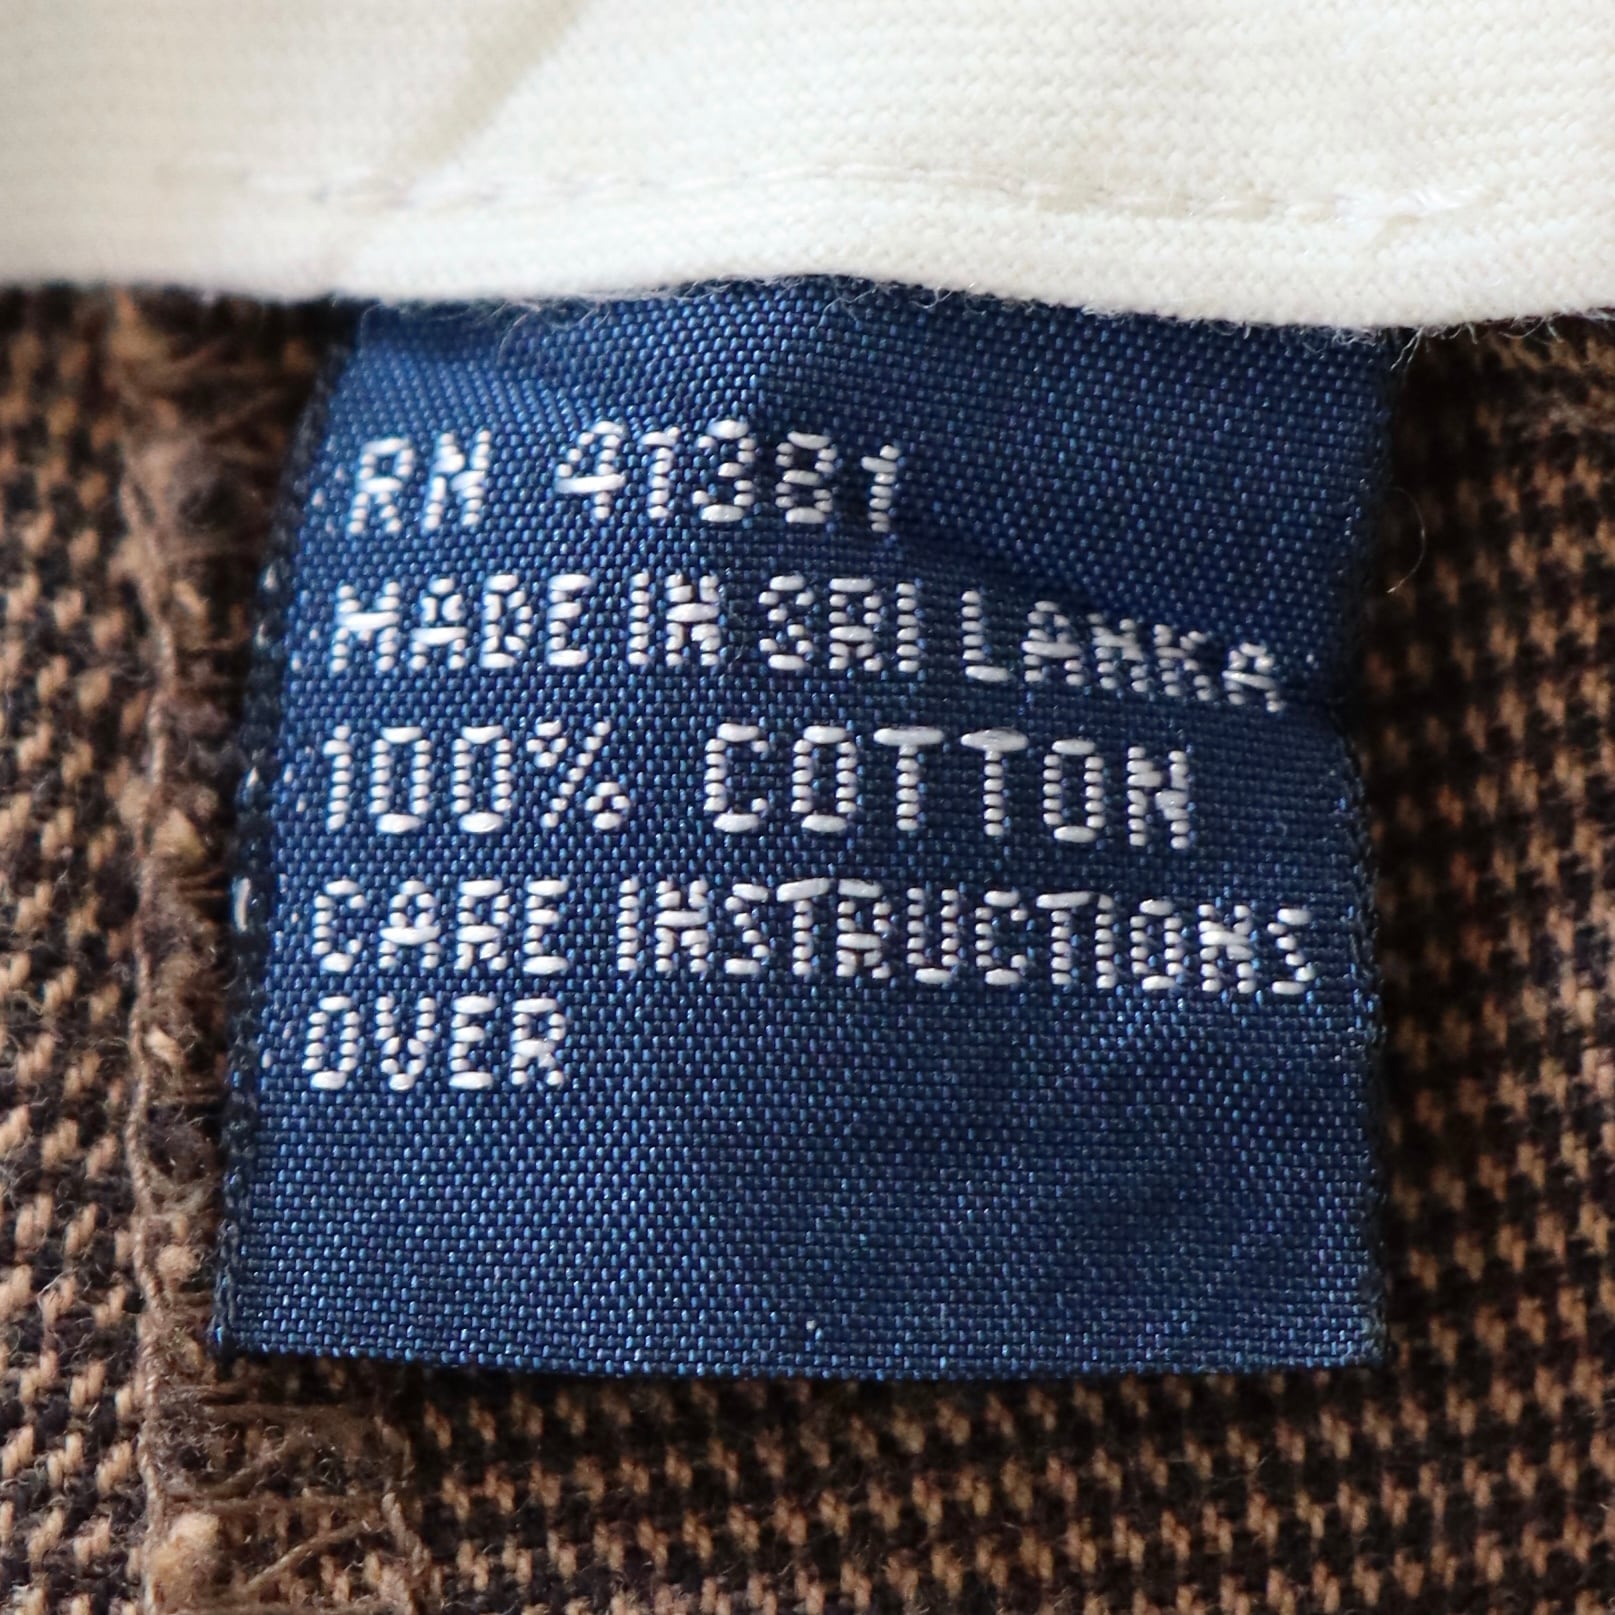 RN 41381
MADE IN SRI LANKA
100% COTTON
CARE INSTRUCTIONS
OVER